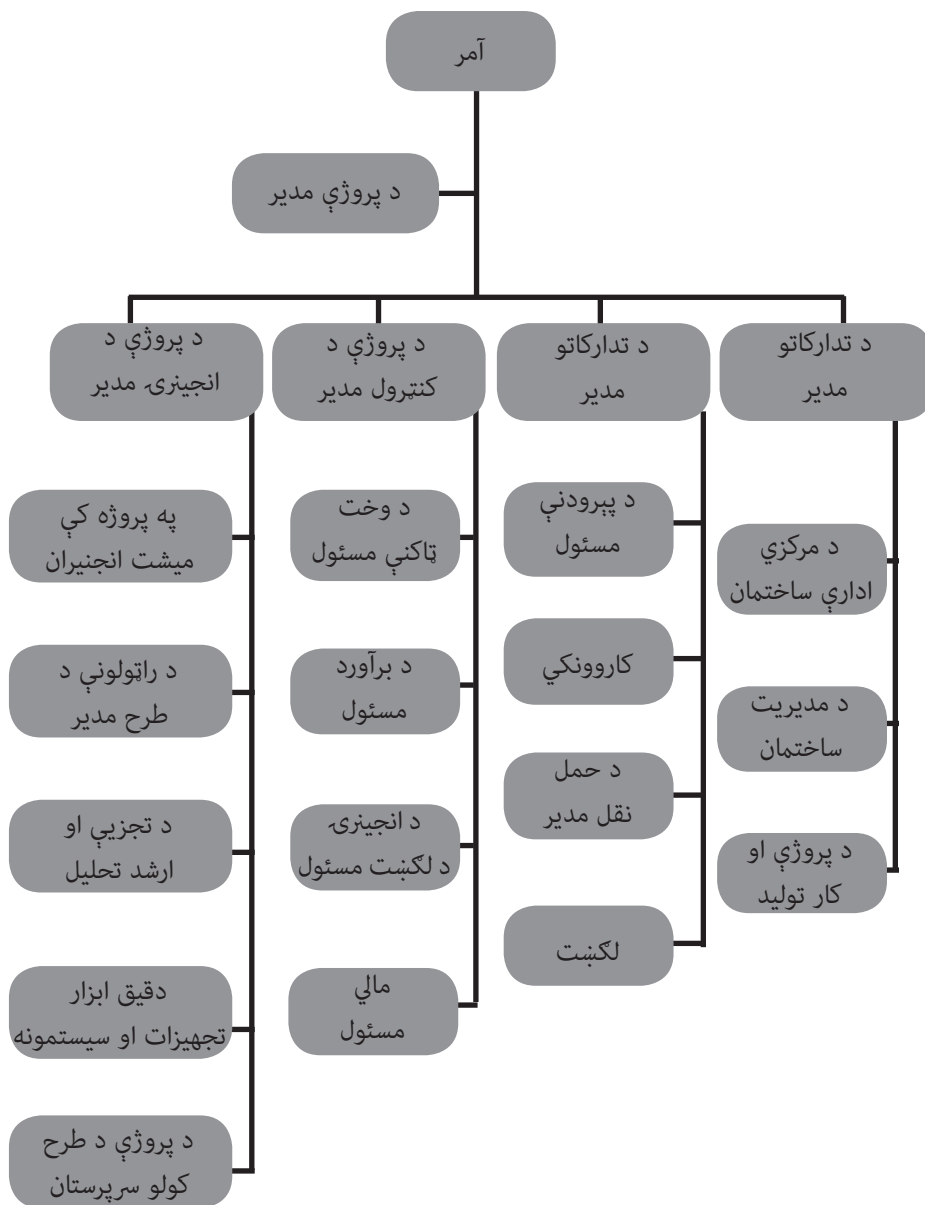 آمر
د پروژې مدیر
د تدارکاتو
مدیر
د تدارکاتو
مدیر
د پروژې د
کنټرول مدیر
د پروژې د
انجینرۍ مدیر
د مرکزي
ادارې ساختمان
د مدیریت
ساختمان
د پروژې او
کار تولید
د پېرودنې
مسئول
کاروونکي
د حمل
نقل مدیر
لګښت
د وخت
ټاکنې مسئول
د برآورد
مسئول
د انجینرۍ
د لګښت مسئول
مالي
مسئول
په پروژه کې
میشت انجنیران
د راټولونې د
طرح مدیر
د تجزیې او
ارشد تحلیل
دقیق ابزار
تجهیزات او سیستمونه
د پروژې د طرح
کولو سرپرستان